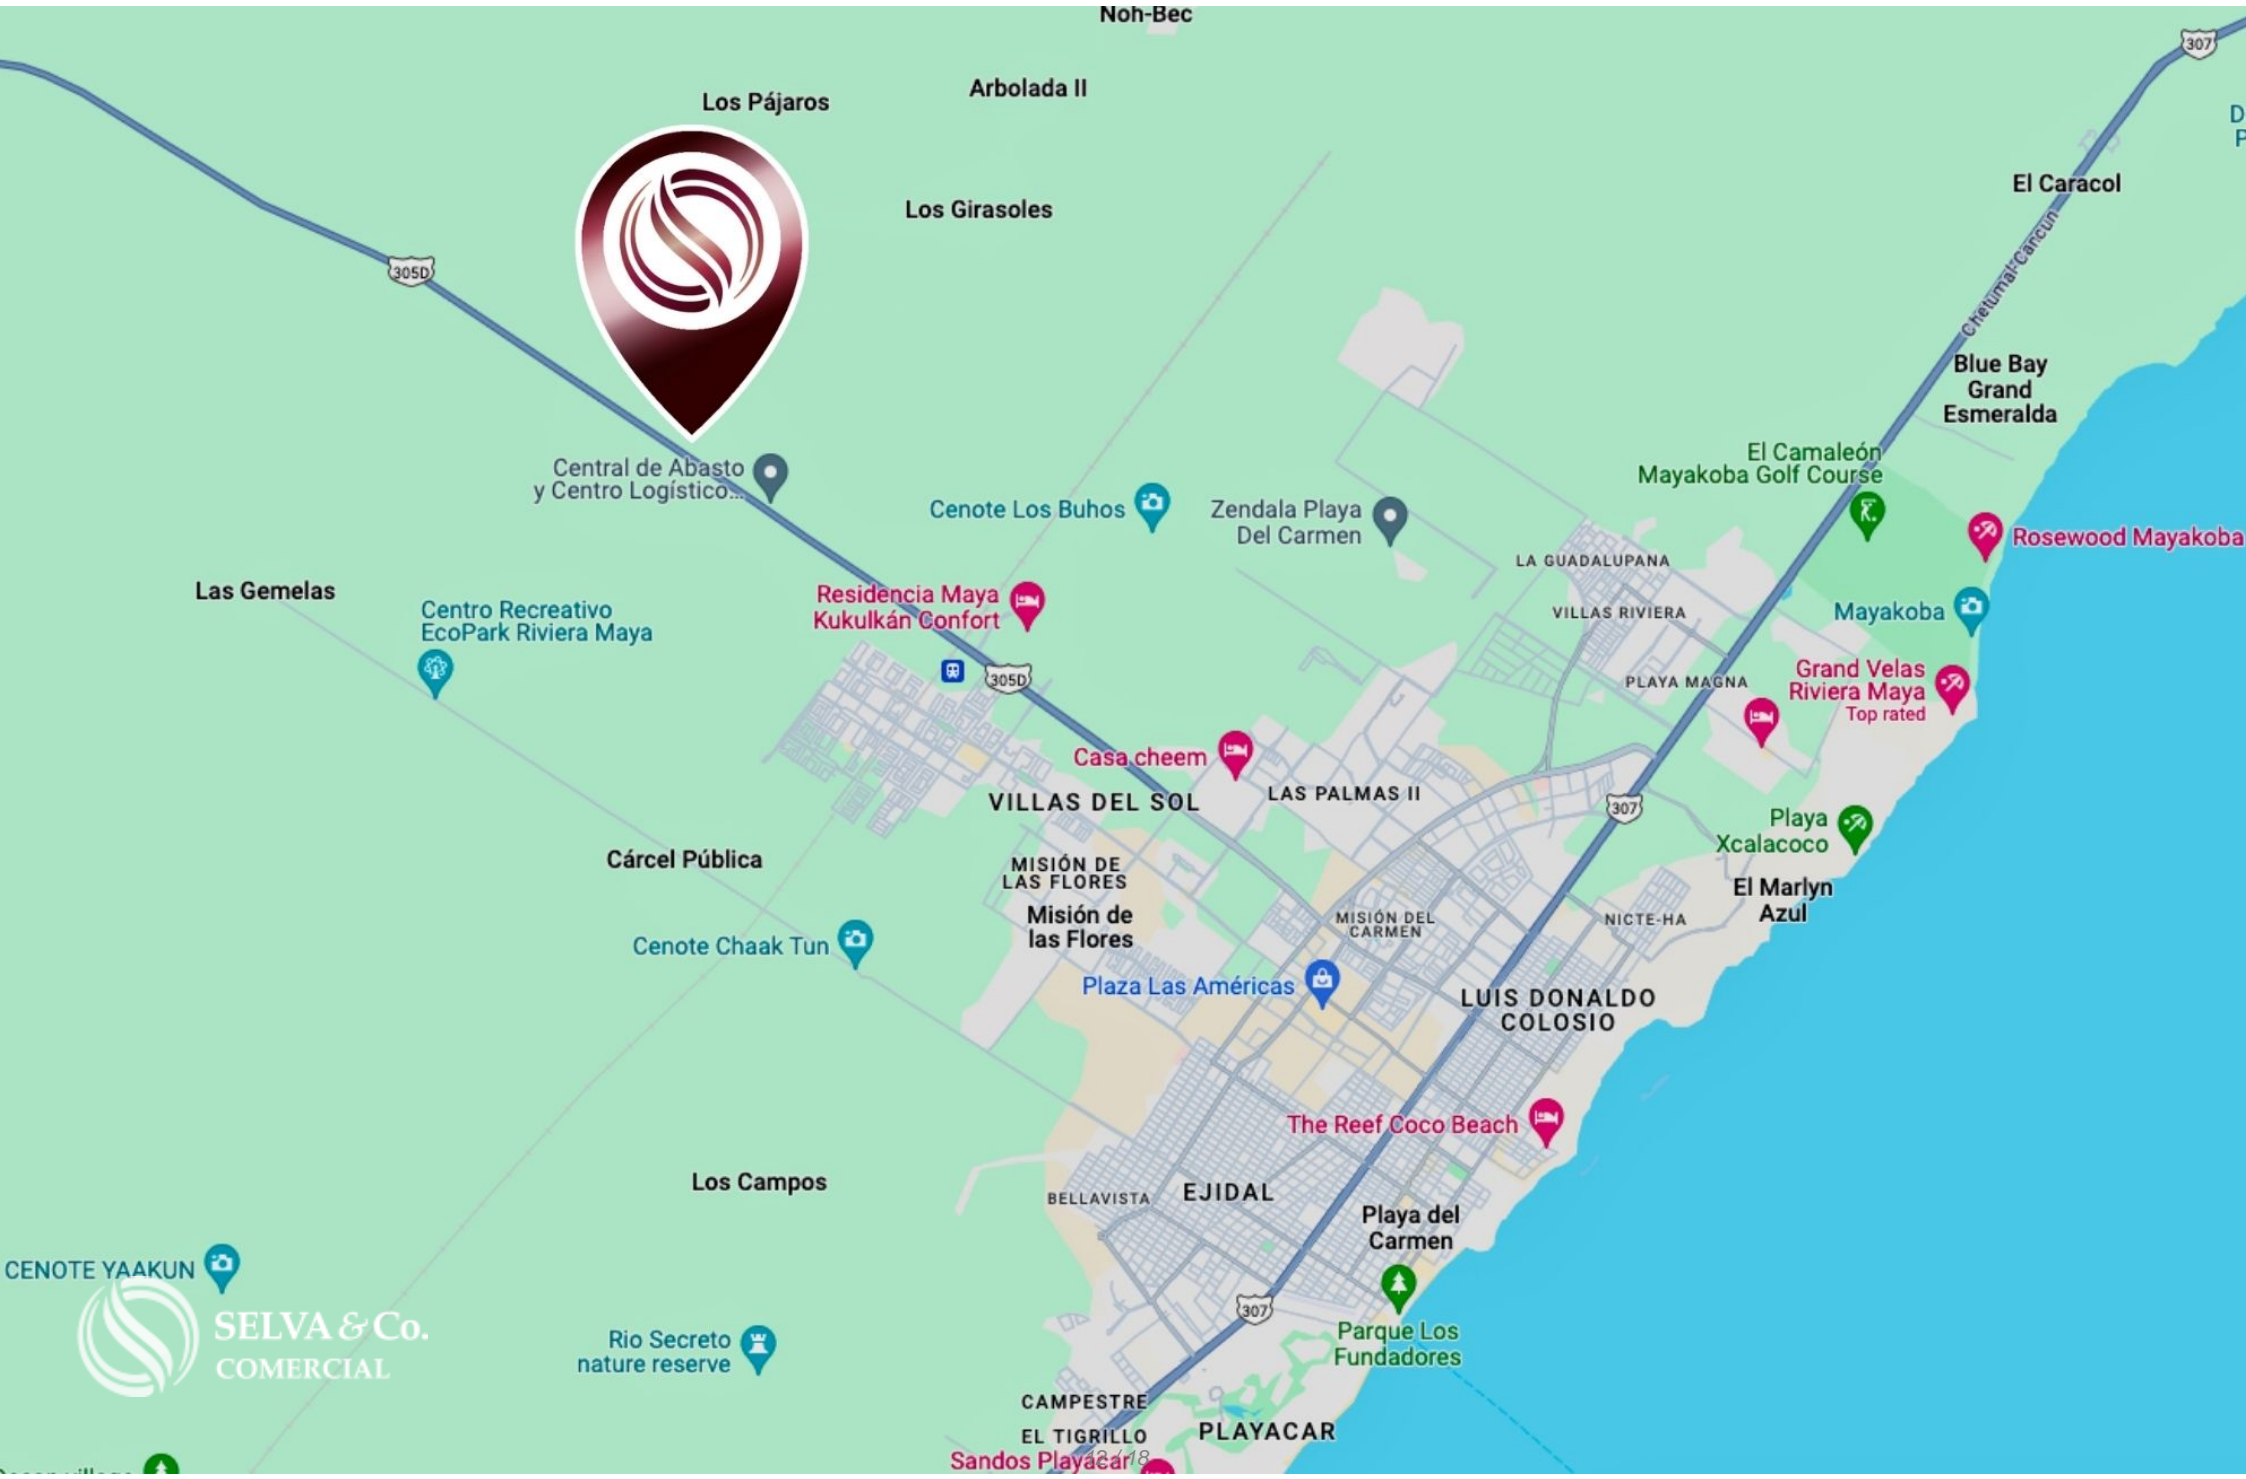 Noh-Bec
307
Arbolada II
Los Pájaros
El Caracol
Los Girasoles
305D
Chetumal-Cancún
Blue Bay
Grand
Esmeralda
El Camaleón
Mayakoba Golf Course
Central de Abasto
y Centro Logístico...
Cenote Los Buhos
Zendala Playa
Del Carmen
Rosewood Mayakoba
LA GUADALUPANA
Las Gemelas
Centro Recreativo
EcoPark Riviera Maya
Residencia Maya
Kukulkán Confort
VILLAS RIVIERA
Mayakoba
305D
PLAYA MAGNA
Grand Velas
Riviera Maya
Top rated
Casa cheem
VILLAS DEL SOL
LAS PALMAS II
307
Playa
Xcalacoco
Cárcel Pública
MISIÓN DE
LAS FLORES
Misión de
las Flores
MISIÓN DEL
CARMEN
NICTE-HA
El Marlyn
Azul
Cenote Chaak Tun
Plaza Las Américas
LUIS DONALDO
COLOSIO
The Reef Coco Beach
Los Campos
BELLAVISTA
EJIDAL
Playa del
Carmen
CENOTE YAAKUN
SELVA & Co.
COMERCIAL
307
Rio Secreto
nature reserve
Parque Los
Fundadores
CAMPESTRE
EL TIGRILLO
PLAYACAR
Sandos Playacar
12 / 18